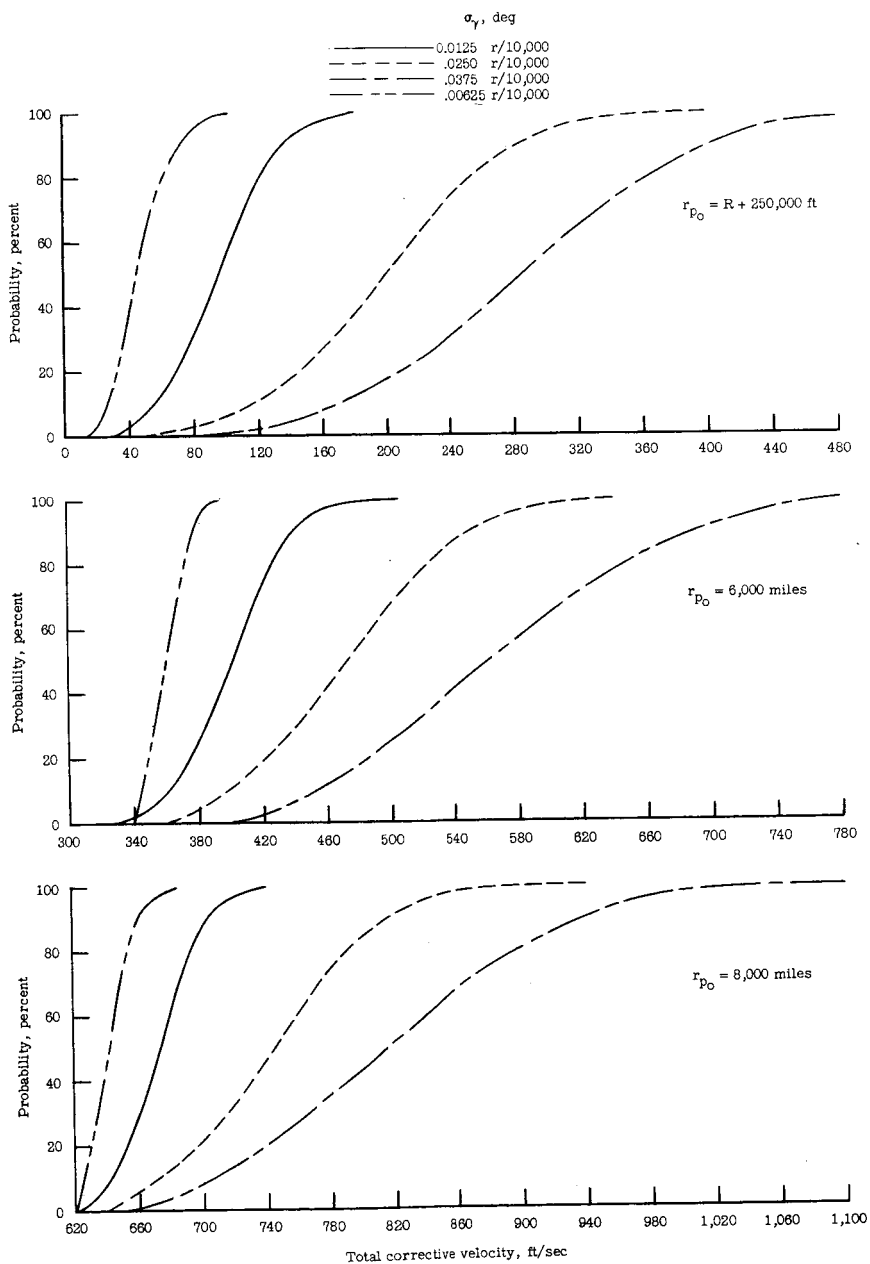 σγ, deg
0.0125 r/10,000
.0250 r/10,000
.0375 r/10,000
.00625 r/10,000
100
80
60
40
20
0
Probability, percent
rpo = R + 250,000 ft
0 40 80 120 160 200 240 280 320 360 400 440 480
100
80
60
40
20
0
Probability, percent
rpo = 6,000 miles
300 340 380 420 460 500 540 580 620 660 700 740 780
100
80
60
40
20
0
Probability, percent
rpo = 8,000 miles
620 660 700 740 780 820 860 900 940 980 1,020 1,060 1,100
Total corrective velocity, ft/sec